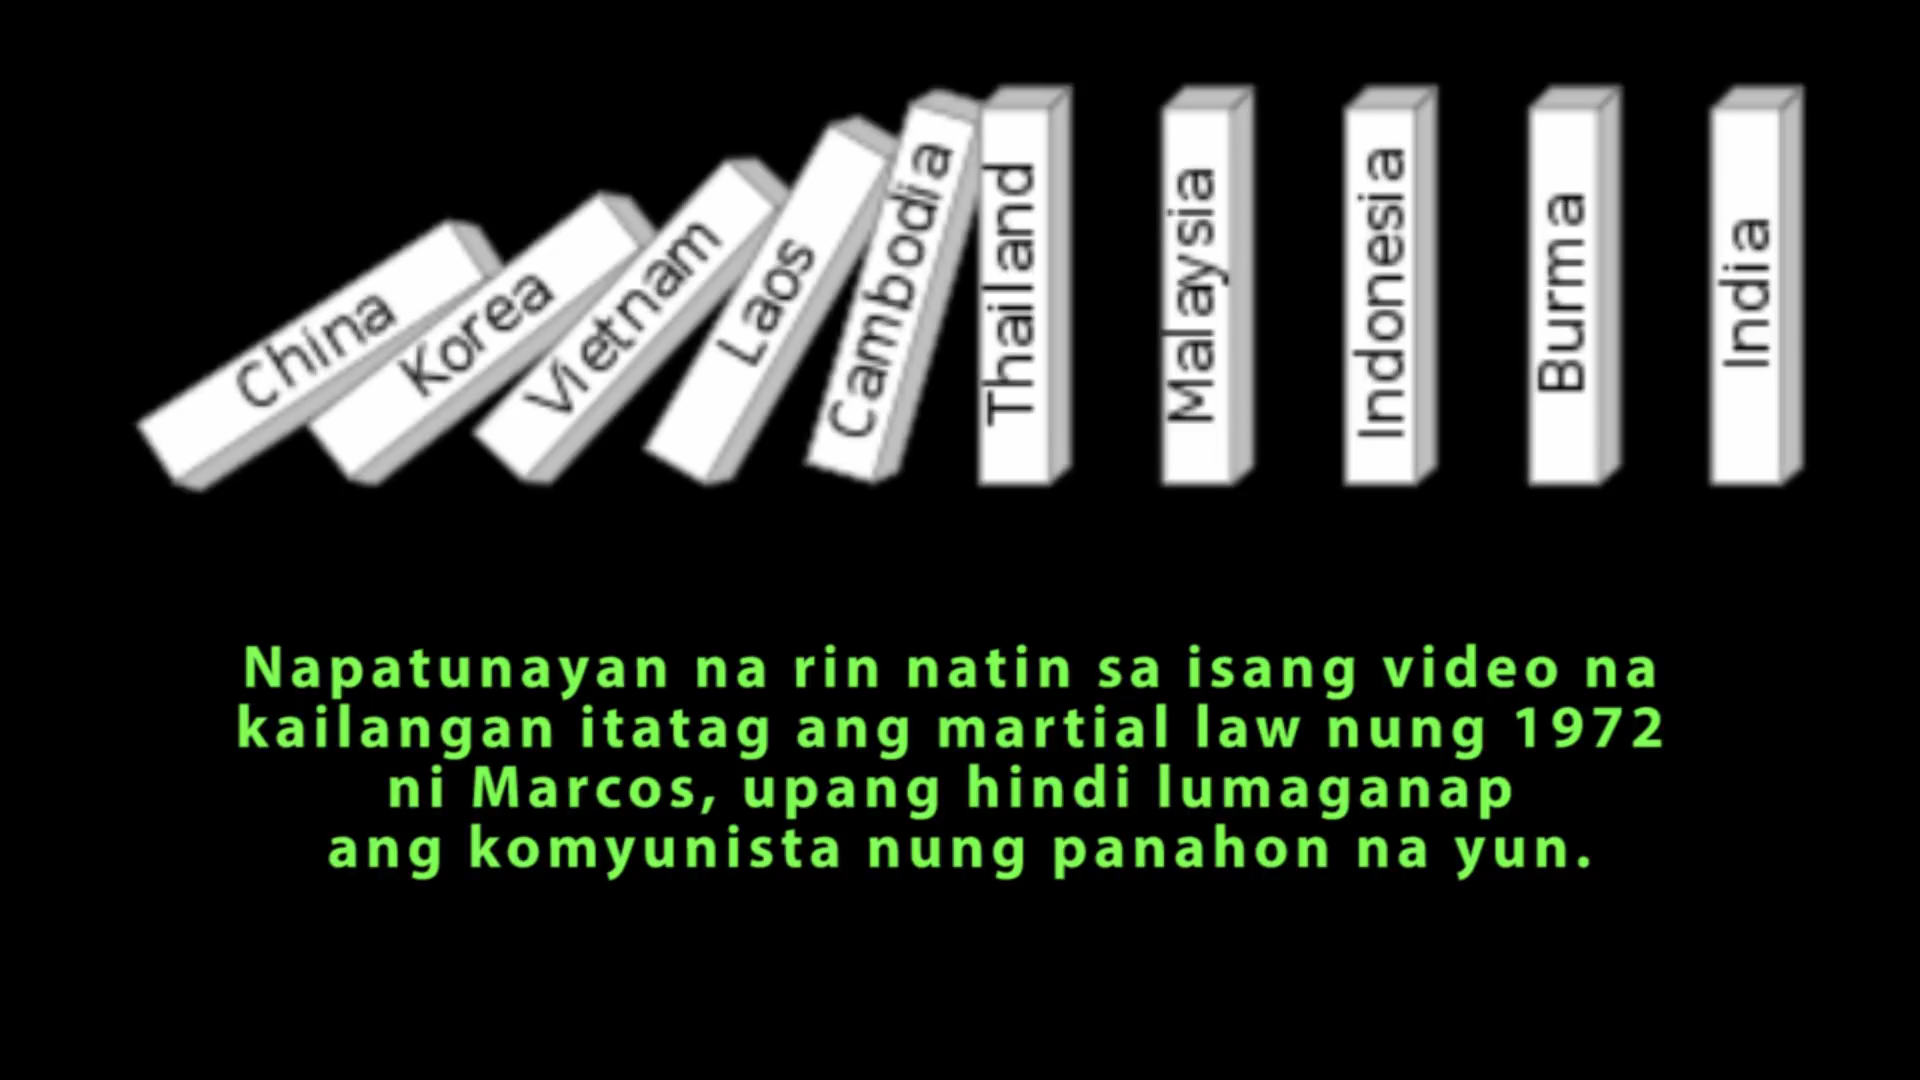 China
Korea
Vietnam
Laos
Cambodia
Thailand
Malaysia
Indonesia
Burma
India
Napatunayan na rin natin sa isang video na
kailangan itatag ang martial law nung 1972
ni Marcos, upang hindi lumaganap
ang komyunista nung panahon na yun.